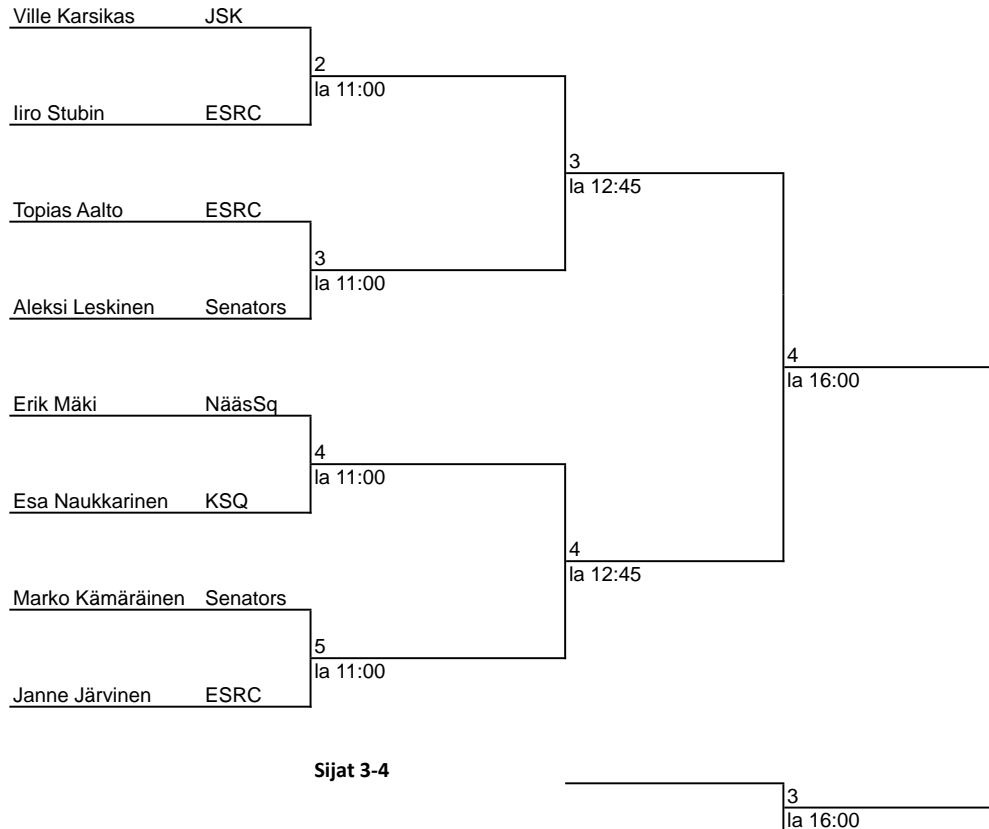 Ville Karsikas JSK
2
la 11:00
Iiro Stubin ESRC
3
la 12:45
Topias Aalto ESRC
3
la 11:00
Aleksi Leskinen Senators
4
la 16:00
Erik Mäki NääsSq
4
la 11:00
Esa Naukkarinen KSQ
4
la 12:45
Marko Kämäräinen Senators
5
la 11:00
Janne Järvinen ESRC
Sijat 3-4
3
la 16:00